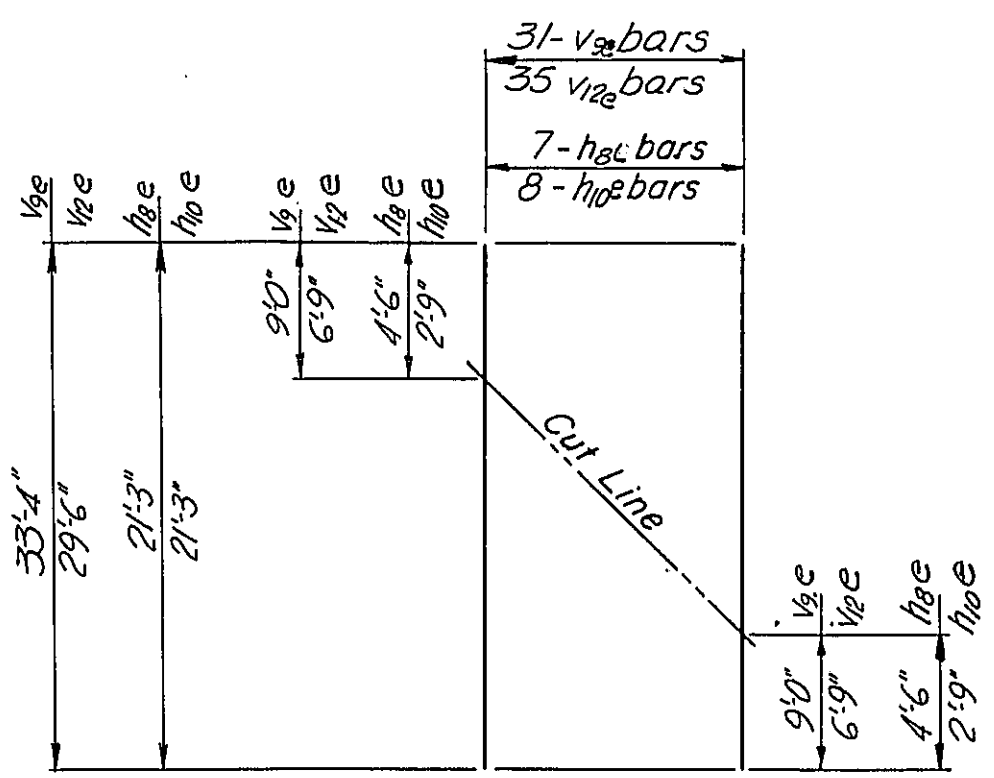 31-v9e bars
35 v12e bars
7-h8e bars
8-h10e bars
v9e
v12e
h8e
h10e
v9e
v12e
h8e
h10e
9'-0"
6'-9"
4'-6"
2'-9"
Cut Line
33'-4"
29'-6"
21'-3"
21'-3"
v9e
v12e
h8e
h10e
9'-0"
6'-9"
4'-6"
2'-9"